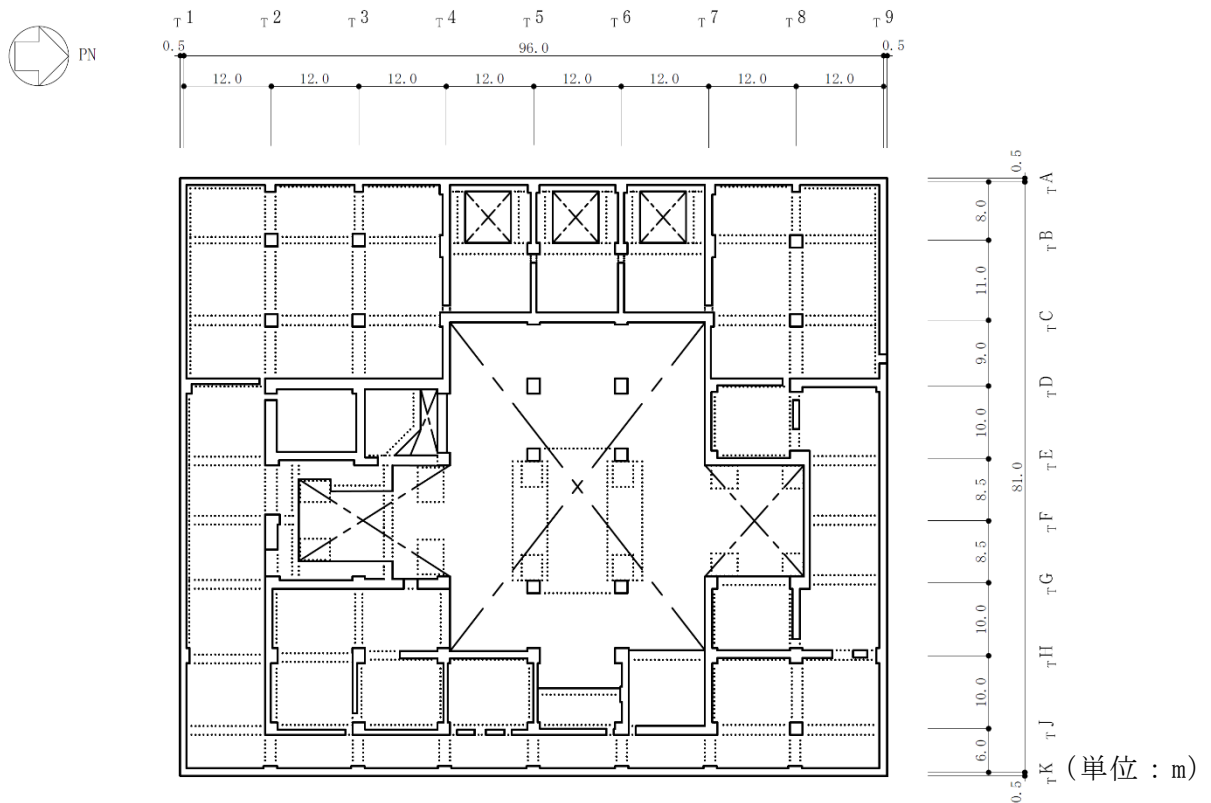 T1 T2 T3 T4 T5 T6 T7 T8 T9
PN
0.5 96.0 0.5
12.0 12.0 12.0 12.0 12.0 12.0 12.0 12.0
0.5
TA
8.0
TB
11.0
TC
9.0
TD
10.0
TE
8.5
81.0
TF
8.5
TG
10.0
TH
10.0
TJ
6.0
TK (単位：m)
0.5